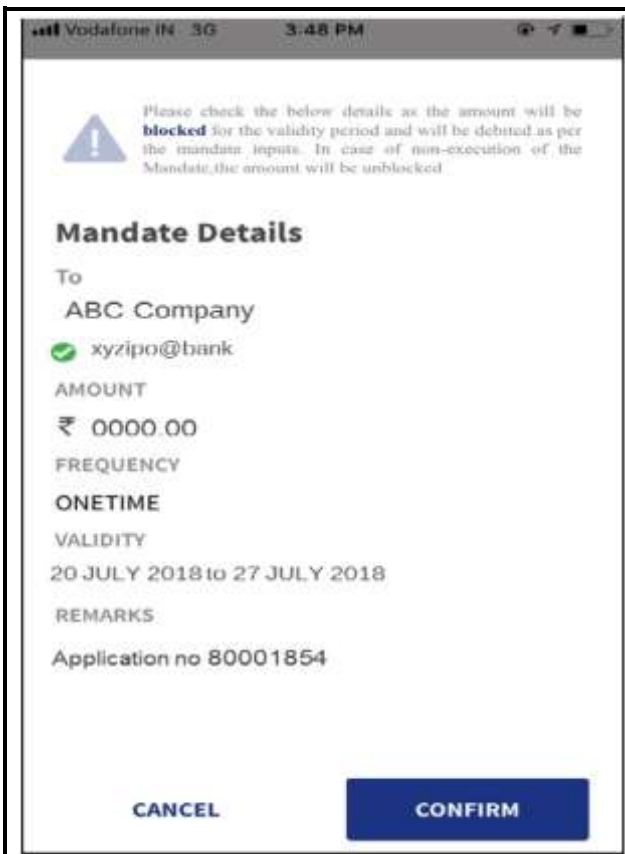 Vodafone IN 3G 3:48 PM
Please check the below details as the amount will be
blocked for the validity period and will be debited as per
the mandate inputs. In case of non-execution of the
Mandate,the amount will be unblocked
Mandate Details
To
ABC Company
xyzipo@bank
AMOUNT
₹ 0000.00
FREQUENCY
ONETIME
VALIDITY
20 JULY 2018 to 27 JULY 2018
REMARKS
Application no 80001854
CANCEL CONFIRM